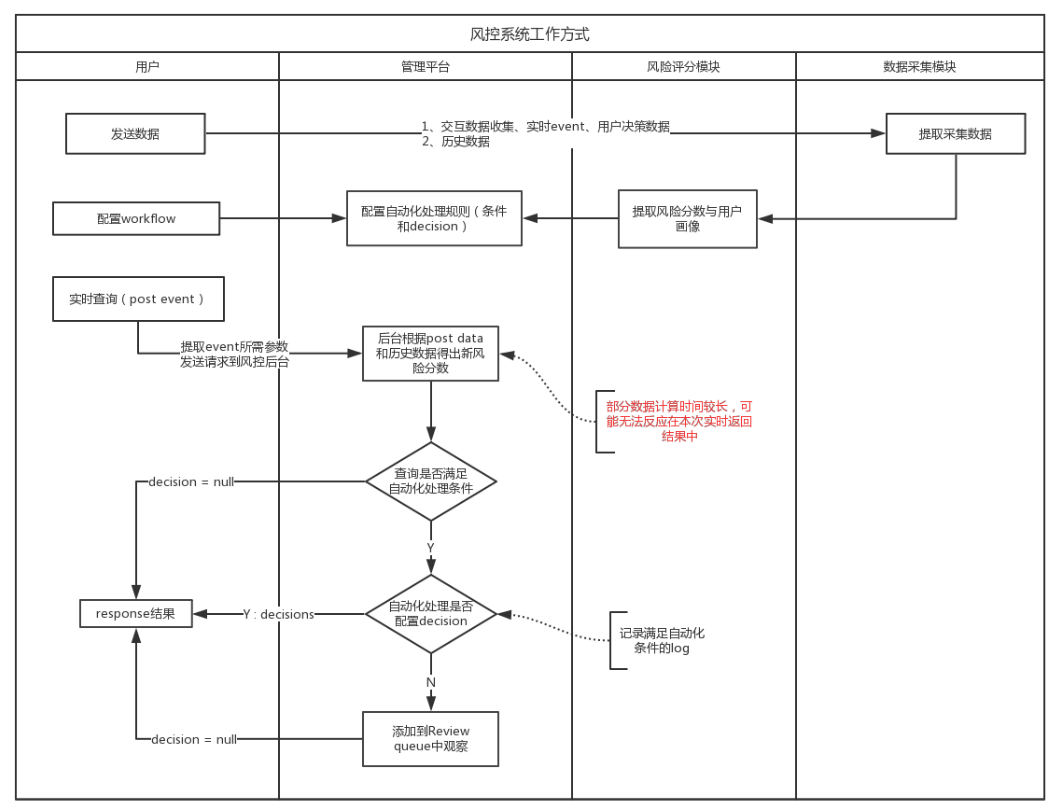 风控系统工作方式
用户
管理平台
风险评分模块
数据采集模块
发送数据
1、交互数据收集、实时event、用户决策数据
2、历史数据
提取采集数据
配置workflow
配置自动化处理规则（条件
和decision）
提取风险分数与用户
画像
实时查询（post event）
提取event所需参数
发送请求到风控后台
后台根据post data
和历史数据得出新风
险分数
部分数据计算时间较长，可
能无法反应在本次实时返回
结果中
查询是否满足
自动化处理条件
decision = null
Y
response结果
Y : decisions
自动化处理是否
配置decision
记录满足自动化
条件的log
N
添加到Review
queue中观察
decision = null